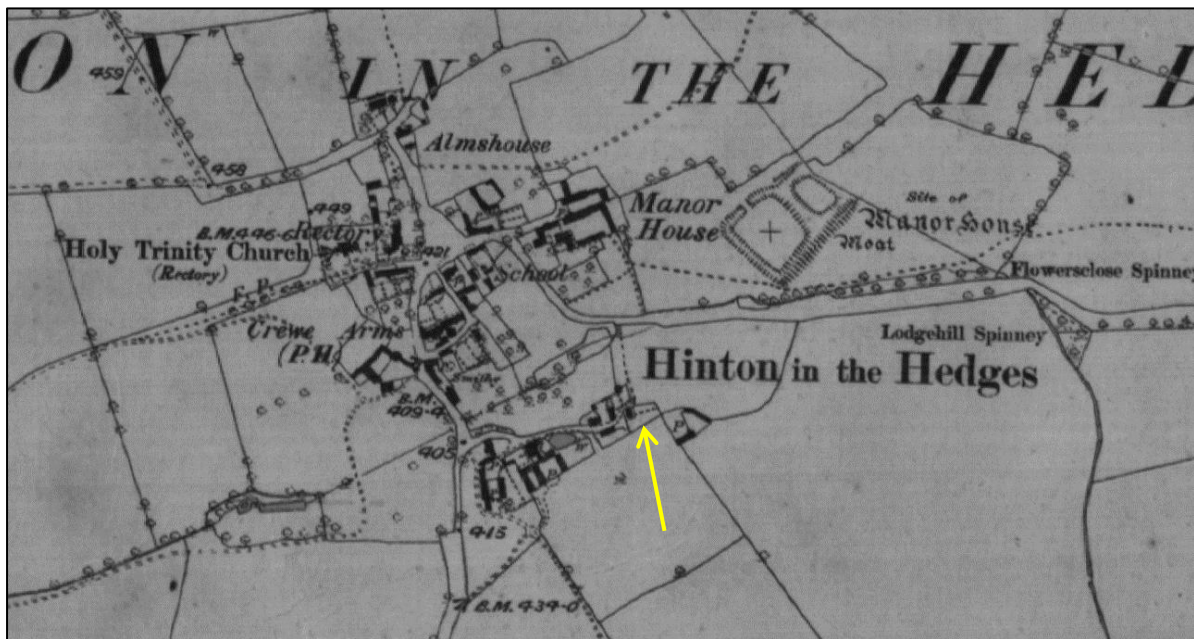 ON IN THE HED
459
458
Almshouse
449
B.M.446·6
Rectory
421
Holy Trinity Church
(Rectory)
School
Manor
House
Site of
Manor House
Moat
Flowersclose Spinney
F.P.
Crewe Arms
(P.H.)
Smithy
Lodgehill Spinney
Hinton in the Hedges
B.M.
409·4
405
P
415
B.M.434·0